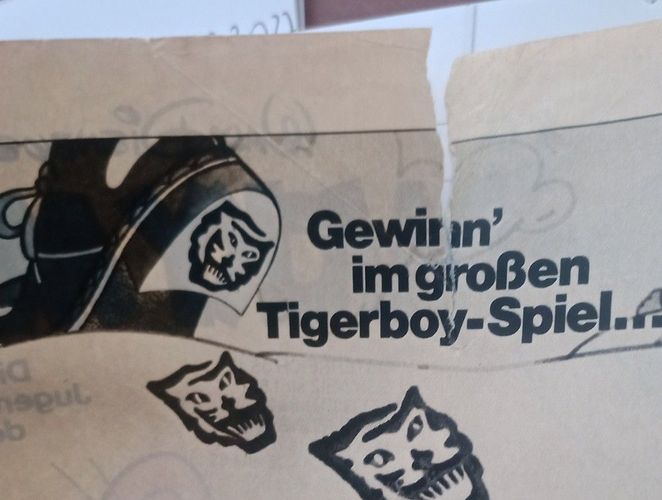 Gewinn'
im großen
Tigerboy-Spiel...